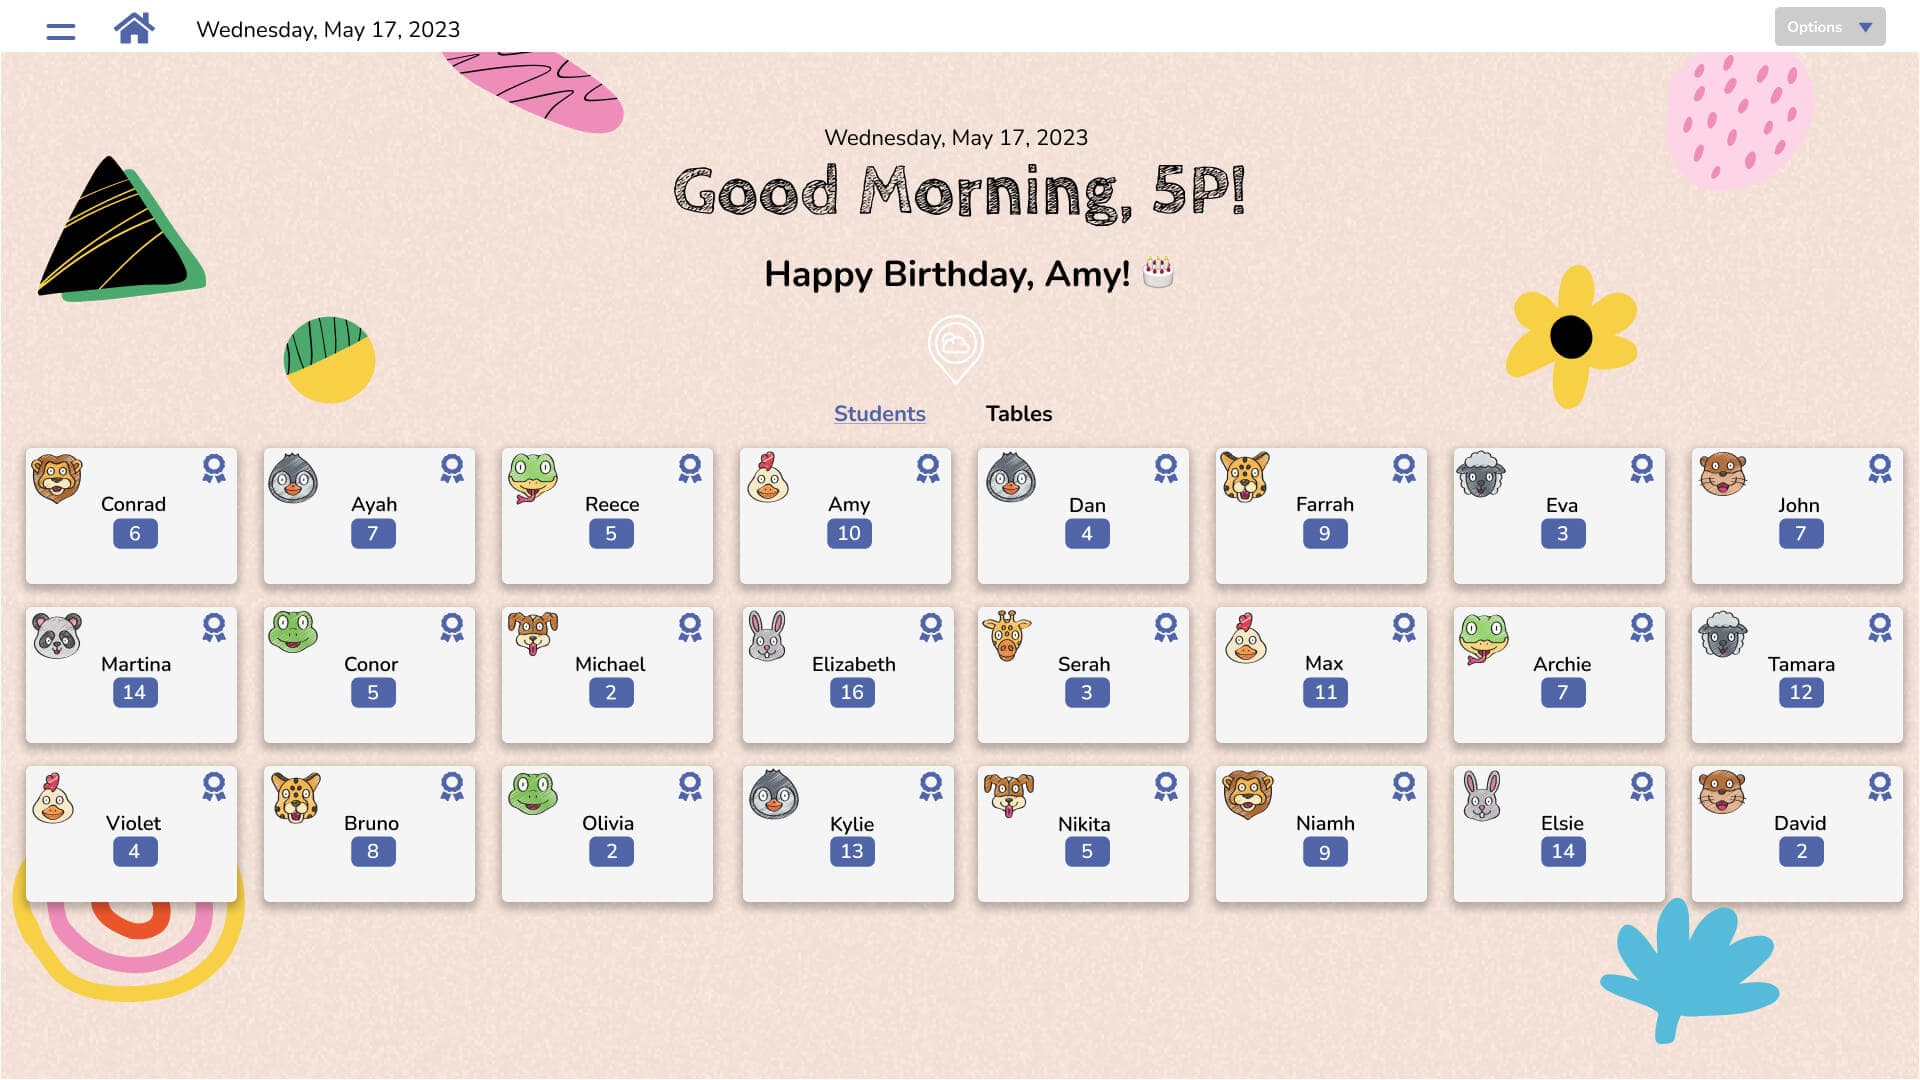 Wednesday, May 17, 2023
Options
Wednesday, May 17, 2023
Good Morning, 5P!
Happy Birthday, Amy! 🎂
Students Tables
Conrad Ayah Reece Amy Dan Farrah Eva John
6 7 5 10 4 9 3 7
Martina Conor Michael Elizabeth Serah Max Archie Tamara
14 5 2 16 3 11 7 12
Violet Bruno Olivia Kylie Nikita Niamh Elsie David
4 8 2 13 5 9 14 2